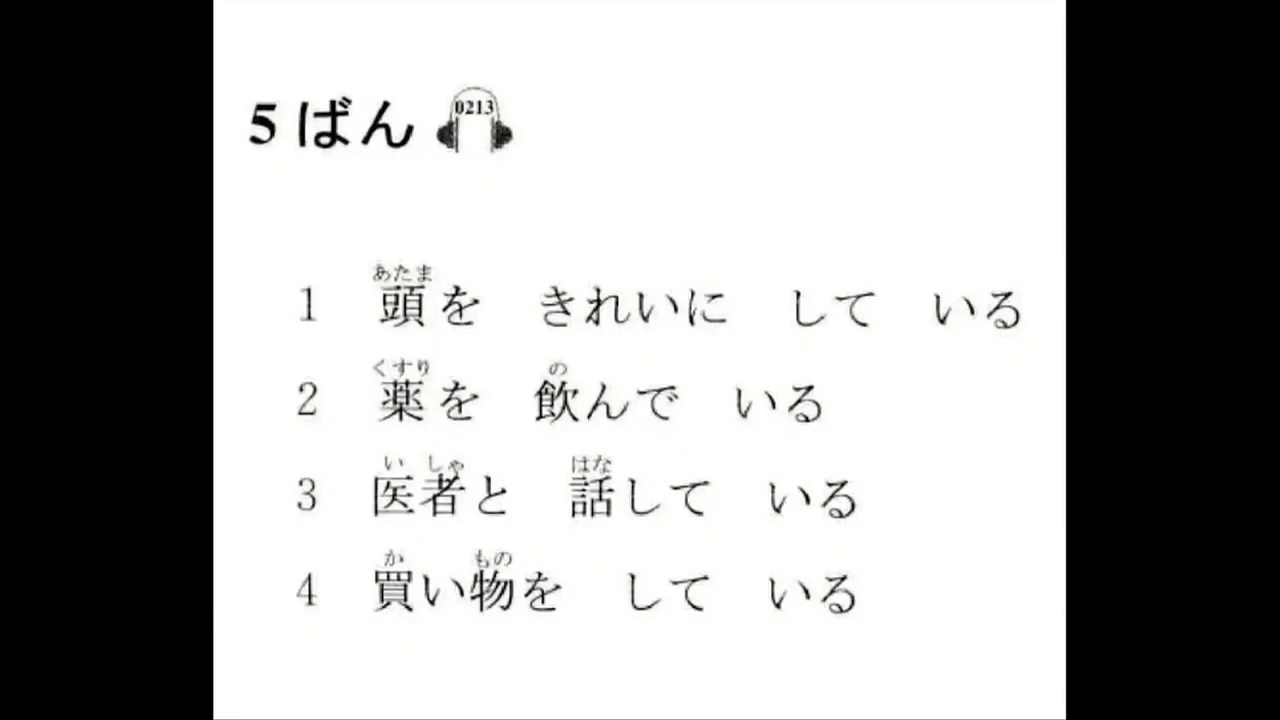 5 ばん 0213
1 頭を きれいに して いる
2 薬を 飲んで いる
3 医者と 話して いる
4 買い物を して いる